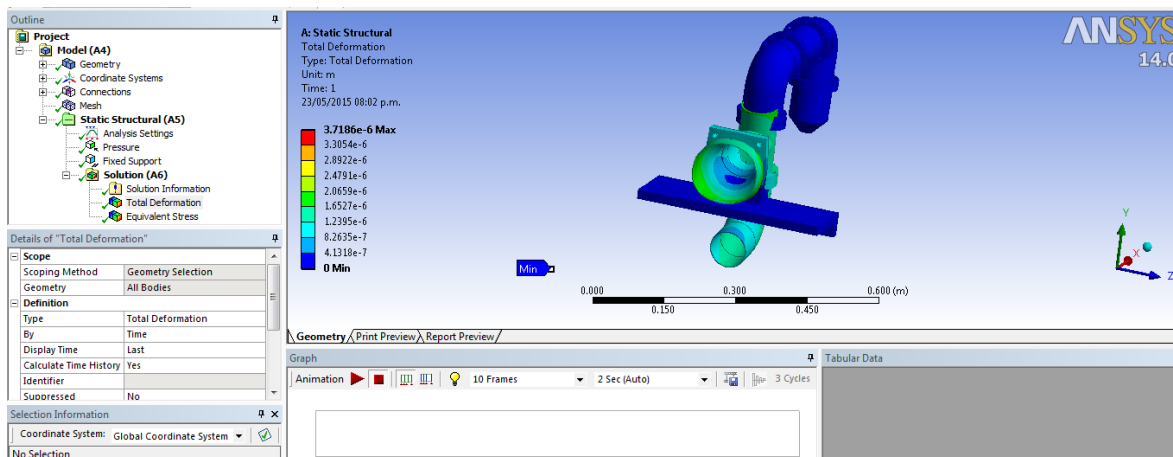 Outline
Project
Model (A4)
Geometry
Coordinate Systems
Connections
Mesh
Static Structural (A5)
Analysis Settings
Pressure
Fixed Support
Solution (A6)
Solution Information
Total Deformation
Equivalent Stress
Details of "Total Deformation"
Scope
Scoping Method Geometry Selection
Geometry All Bodies
Definition
Type Total Deformation
By Time
Display Time Last
Calculate Time History Yes
Identifier
Suppressed No
Selection Information
Coordinate System: Global Coordinate System
No Selection
A: Static Structural
Total Deformation
Type: Total Deformation
Unit: m
Time: 1
23/05/2015 08:02 p.m.
3.7186e-6 Max
3.3054e-6
2.8922e-6
2.4791e-6
2.0659e-6
1.6527e-6
1.2395e-6
8.2635e-7
4.1318e-7
0 Min
Min
ANSYS
14.0
Y
X
Z
0.000 0.300 0.600 (m)
0.150 0.450
Geometry Print Preview Report Preview
Graph
Animation 10 Frames 2 Sec (Auto) 3 Cycles
Tabular Data